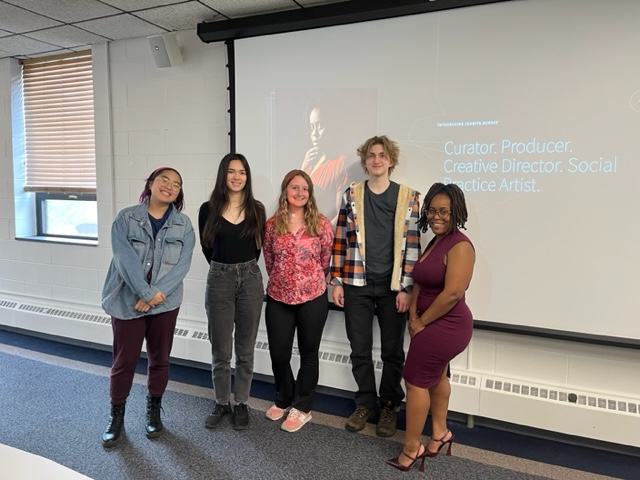 Curator. Producer.
Creative Director. Social
Practice Artist.